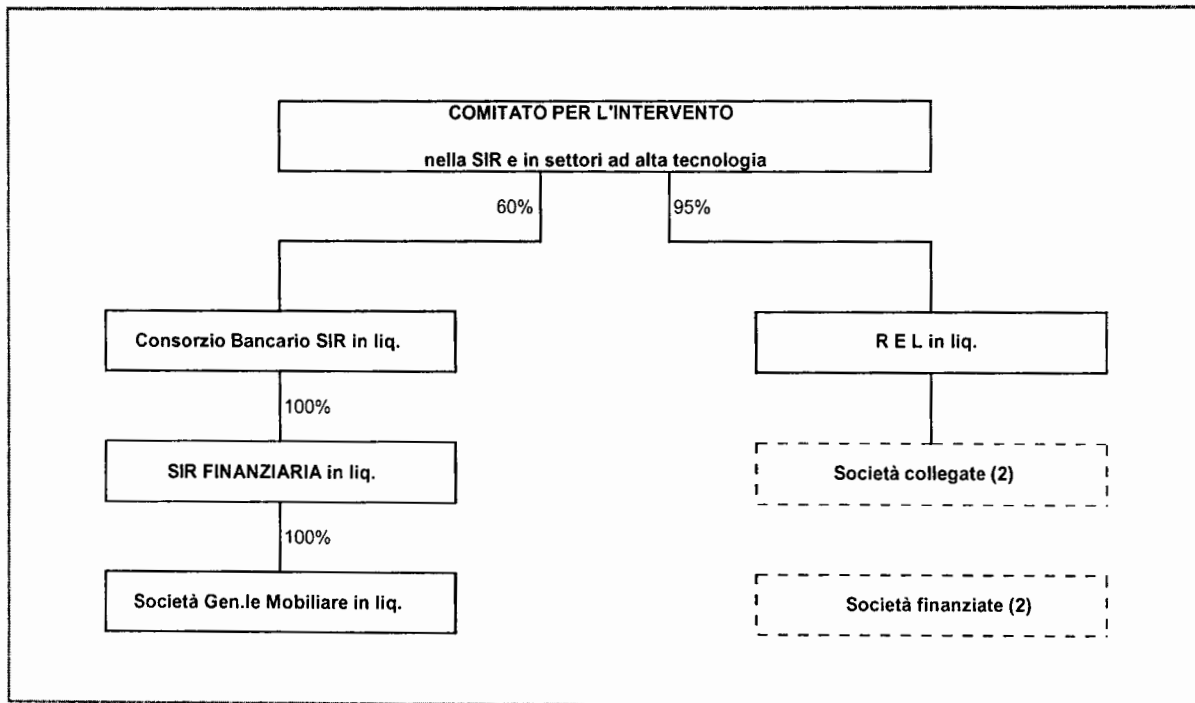 COMITATO PER L'INTERVENTO
nella SIR e in settori ad alta tecnologia
60%
95%
Consorzio Bancario SIR in liq.
R E L in liq.
100%
SIR FINANZIARIA in liq.
Società collegate (2)
100%
Società Gen.le Mobiliare in liq.
Società finanziate (2)